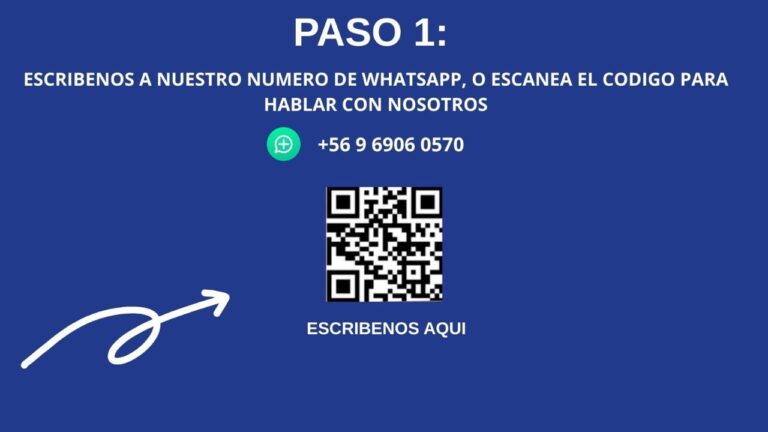 PASO 1:
ESCRIBENOS A NUESTRO NUMERO DE WHATSAPP, O ESCANEA EL CODIGO PARA
HABLAR CON NOSOTROS
+56 9 6906 0570
ESCRIBENOS AQUI